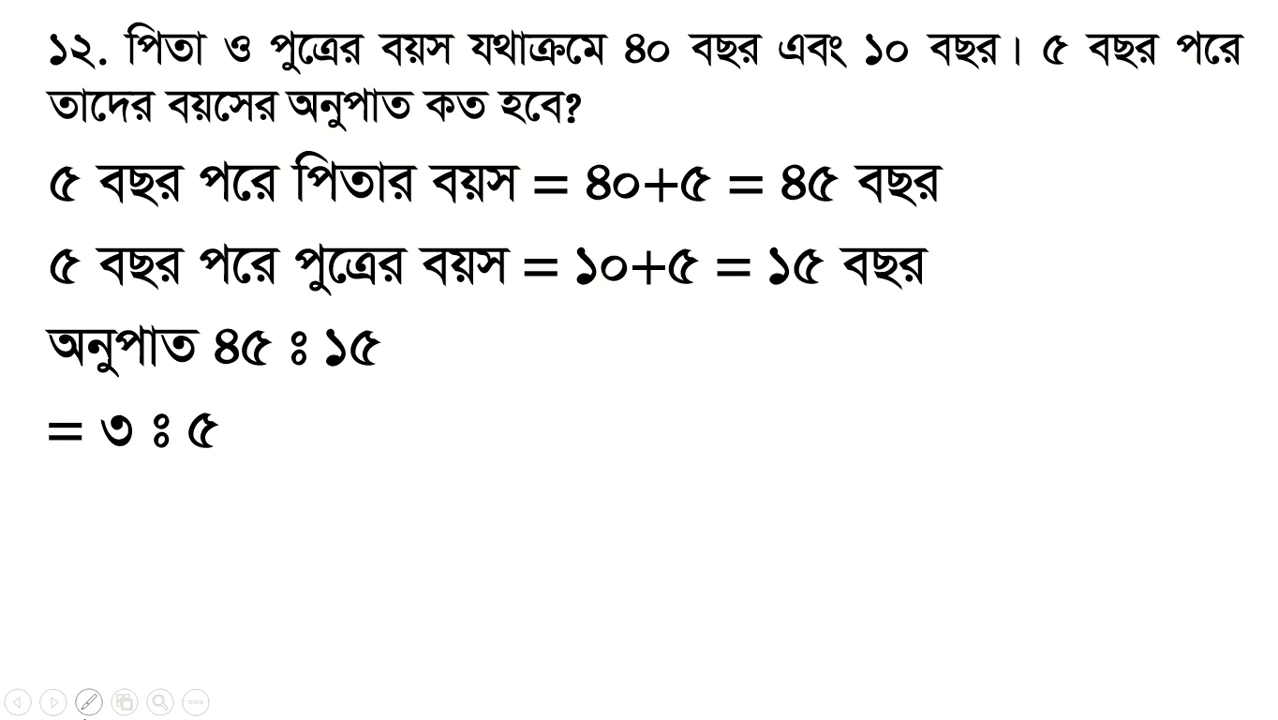 ১২. পিতা ও পুত্রের বয়স যথাক্রমে ৪০ বছর এবং ১০ বছর। ৫ বছর পরে
তাদের বয়সের অনুপাত কত হবে?
৫ বছর পরে পিতার বয়স = ৪০+৫ = ৪৫ বছর
৫ বছর পরে পুত্রের বয়স = ১০+৫ = ১৫ বছর
অনুপাত ৪৫ ঃ ১৫
= ৩ ঃ ৫